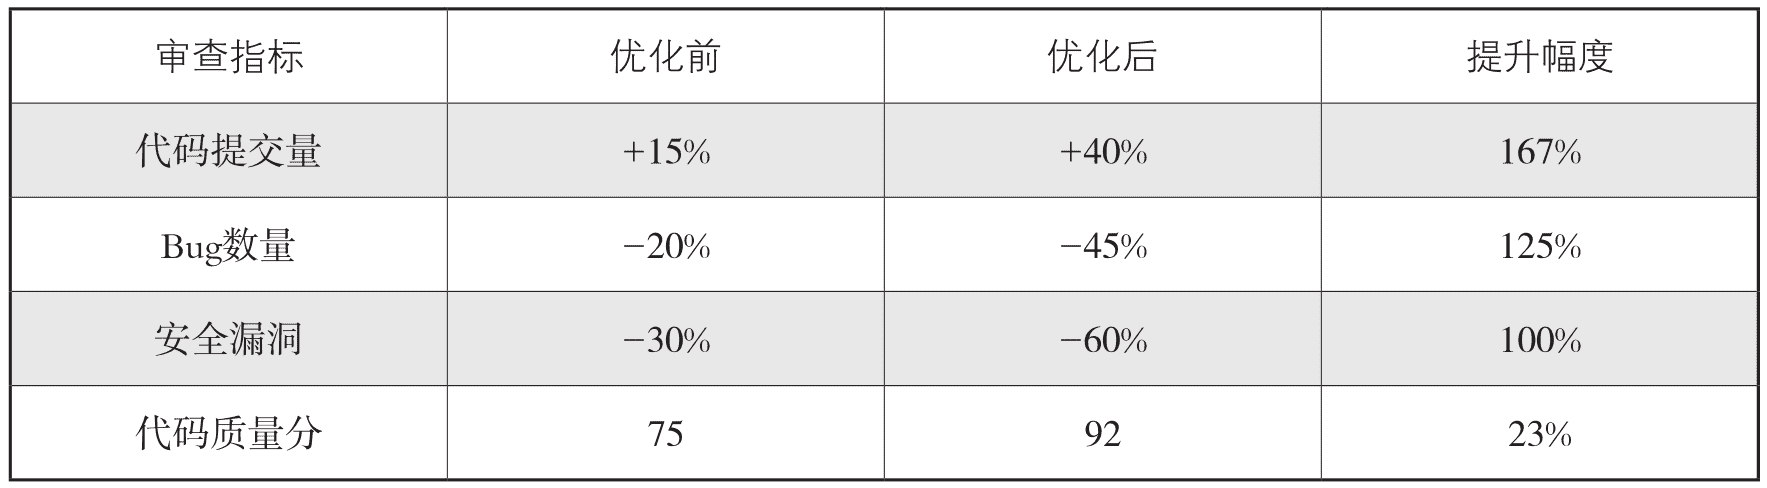 审查指标 优化前 优化后 提升幅度
代码提交量 +15% +40% 167%
Bug数量 −20% −45% 125%
安全漏洞 −30% −60% 100%
代码质量分 75 92 23%